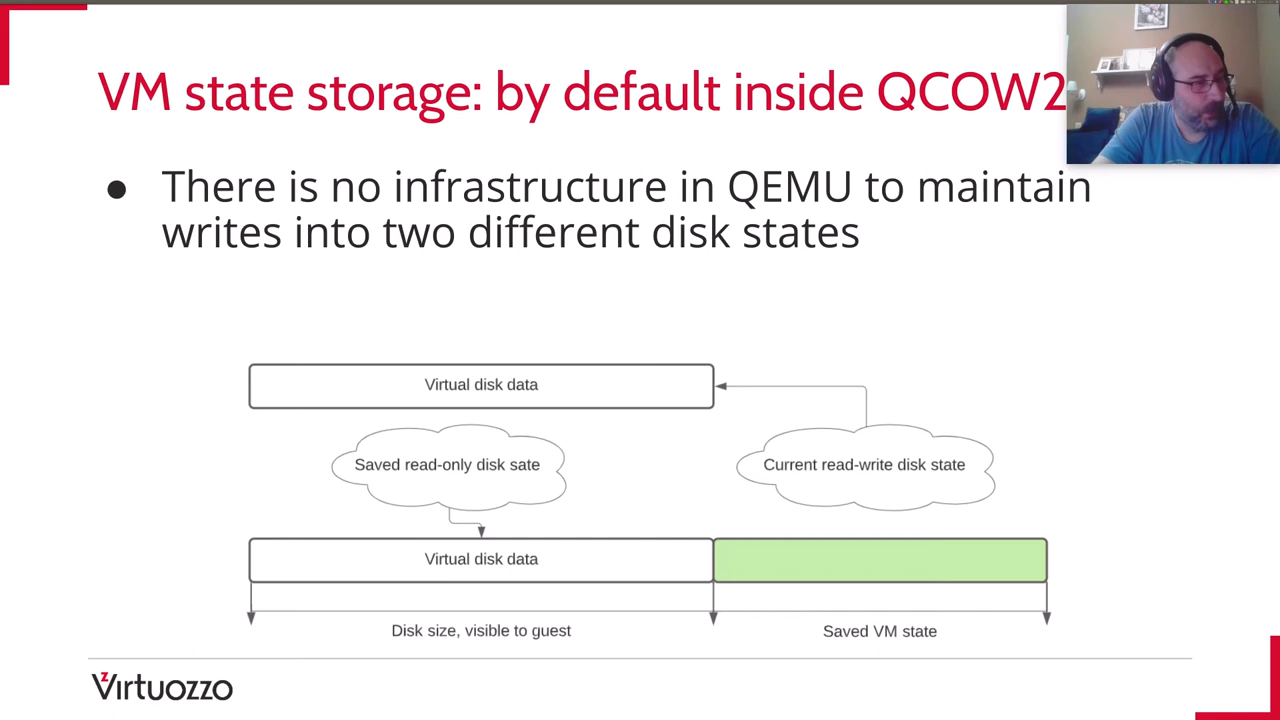 VM state storage: by default inside QCOW2
● There is no infrastructure in QEMU to maintain
writes into two different disk states
Virtual disk data
Saved read-only disk sate
Current read-write disk state
Virtual disk data
Disk size, visible to guest
Saved VM state
Virtuozzo